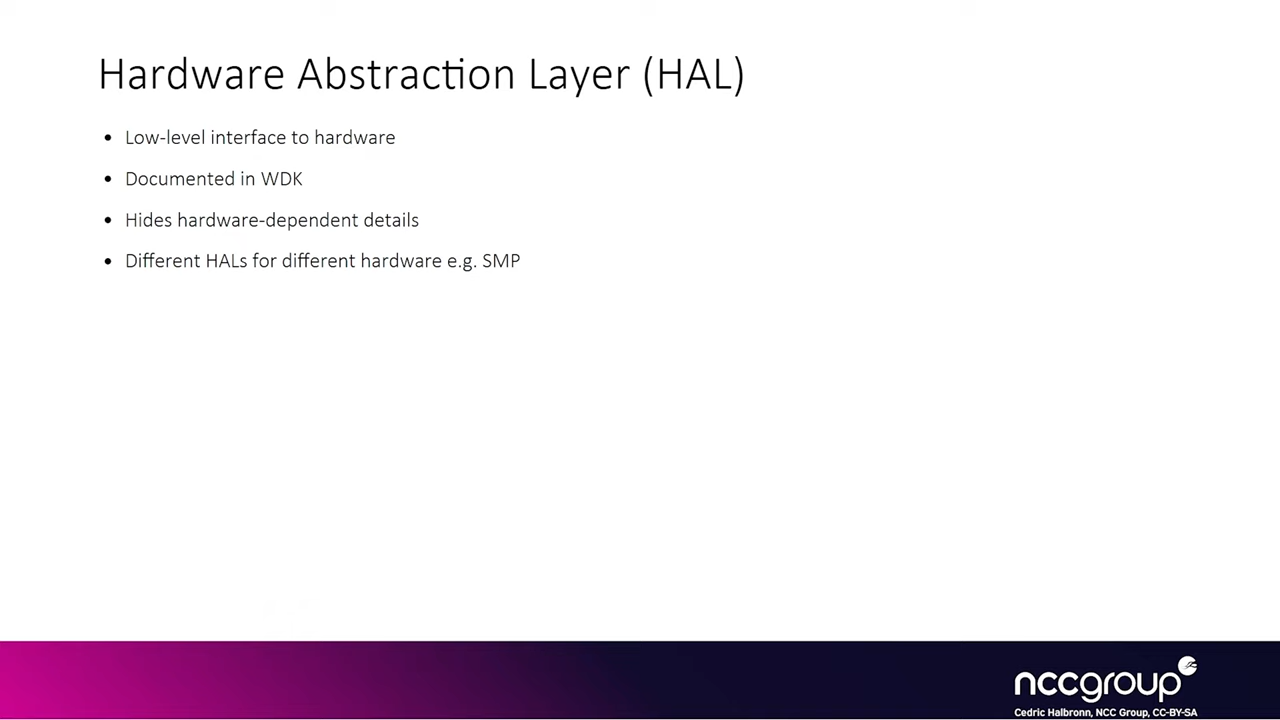 Hardware Abstraction Layer (HAL)
• Low-level interface to hardware
• Documented in WDK
• Hides hardware-dependent details
• Different HALs for different hardware e.g. SMP
nccgroup
Cedric Halbronn, NCC Group, CC-BY-SA